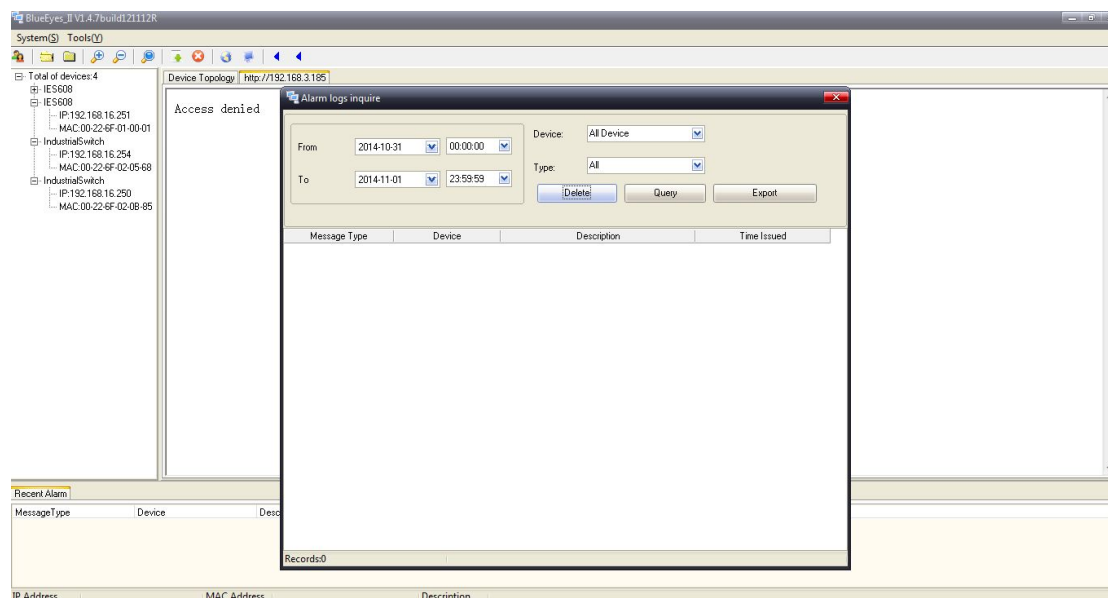 BlueEyes_II V1.4.7build121112R
System(S) Tools(Y)
Total of devices:4
IES608
IES608
IP:192.168.16.251
MAC:00-22-6F-01-00-01
IndustrialSwitch
IP:192.168.16.254
MAC:00-22-6F-02-05-68
IndustrialSwitch
IP:192.168.16.250
MAC:00-22-6F-02-0B-85
Device Topology http://192.168.3.185
Access denied
Alarm logs inquire
From 2014-10-31 00:00:00 Device: All Device
To 2014-11-01 23:59:59 Type: All
Delete Query Export
Message Type Device Description Time Issued
Records:0
Recent Alarm
MessageType Device Desc
IP Address MAC Address Description